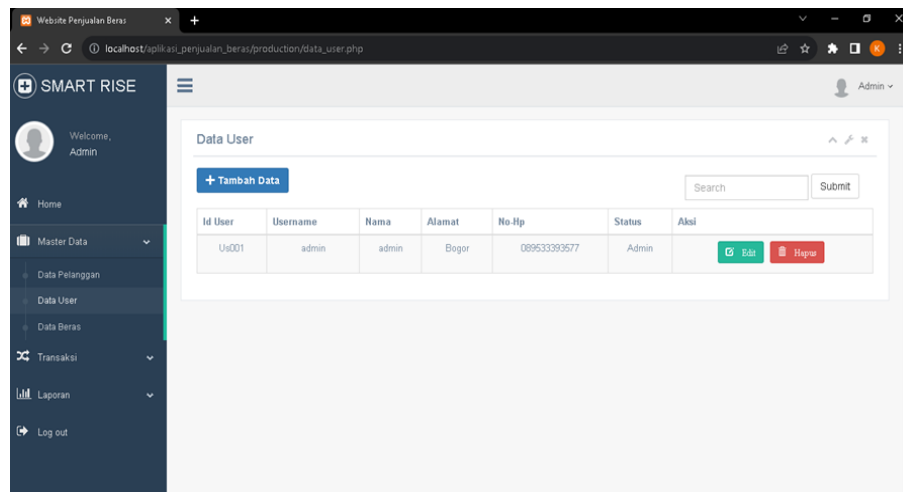 Website Penjualan Beras
localhost/aplikasi_penjualan_beras/production/data_user.php
K
SMART RISE
Admin
Welcome,
Admin
Home
Master Data
Data Pelanggan
Data User
Data Beras
Transaksi
Laporan
Log out
Data User
Tambah Data
Search
Submit
Id User Username Nama Alamat No-Hp Status Aksi
Us001 admin admin Bogor 089533393577 Admin Edit Hapus